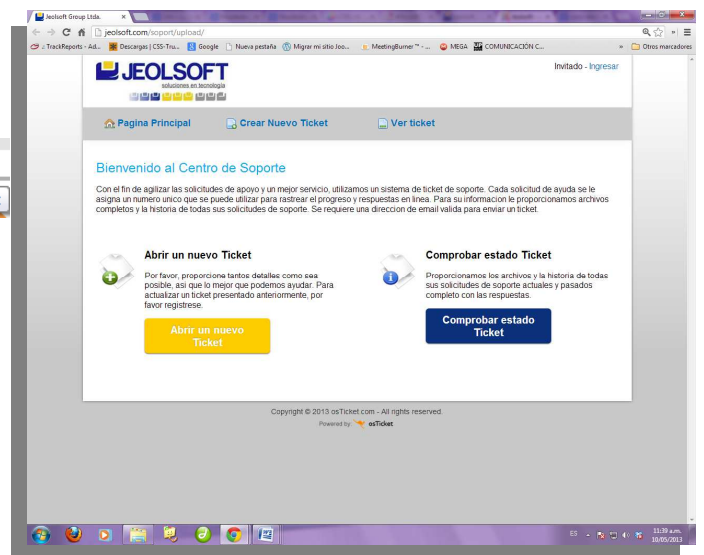 Jeolsoft Group Ltda.
jeolsoft.com/soport/upload/
TrackReports - Ad... Descargas | CSS-Tru... Google Nueva pestaña Migrar mi sitio Joo... MeetingBurner ™ - ... MEGA COMUNICACIÓN C... » Otros marcadores
JEOLSOFT
soluciones en tecnología
Invitado - Ingresar
Pagina Principal Crear Nuevo Ticket Ver ticket
Bienvenido al Centro de Soporte
Con el fin de agilizar las solicitudes de apoyo y un mejor servicio, utilizamos un sistema de ticket de soporte. Cada solicitud de ayuda se le
asigna un numero unico que se puede utilizar para rastrear el progreso y respuestas en linea. Para su informacion le proporcionamos archivos
completos y la historia de todas sus solicitudes de soporte. Se requiere una direccion de email valida para enviar un ticket.
Abrir un nuevo Ticket
Por favor, proporcione tantos detalles como sea
posible, asi que lo mejor que podemos ayudar. Para
actualizar un ticket presentado anteriormente, por
favor registrese.
Abrir un nuevo
Ticket
Comprobar estado Ticket
Proporcionamos los archivos y la historia de todas
sus solicitudes de soporte actuales y pasados
completo con las respuestas.
Comprobar estado
Ticket
Copyright © 2013 osTicket.com - All rights reserved.
Powered by osTicket
ES
11:39 a.m.
10/05/2013